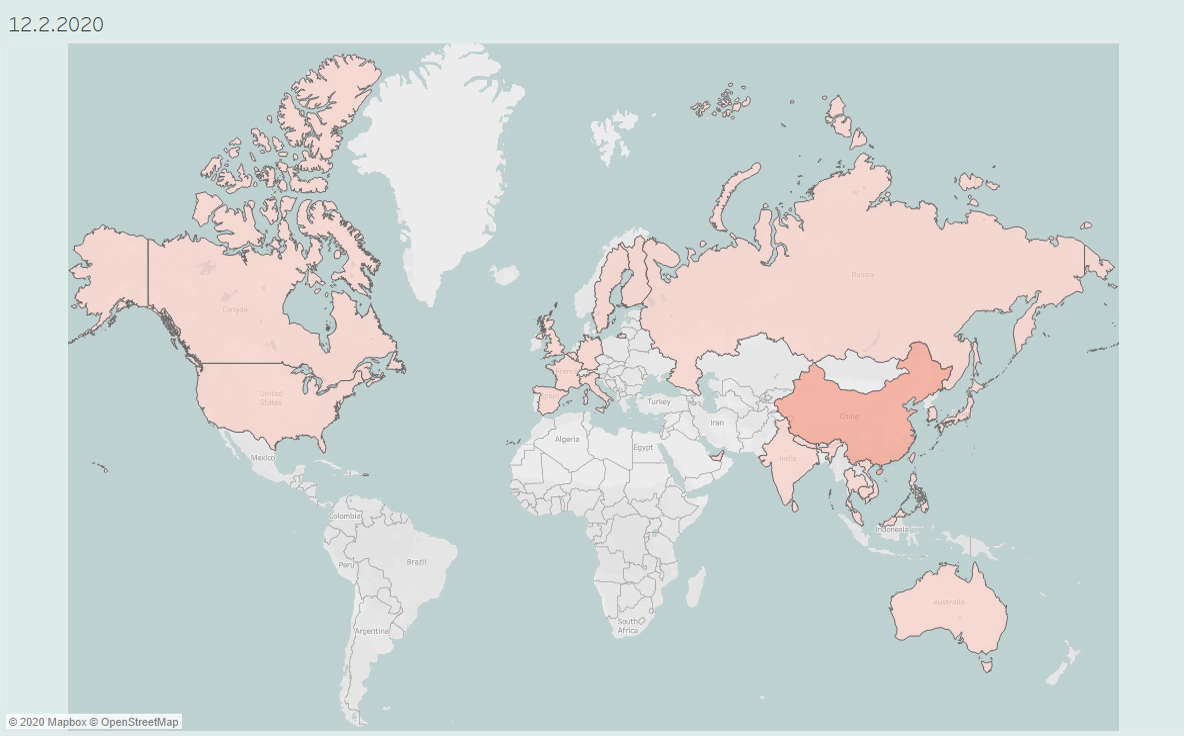 12.2.2020
Russia
Canada
United
States
France
Spain
China
Turkey
Iran
Algeria
Egypt
Mexico
India
Colombia
Indonesia
Peru
Brazil
Australia
South
Africa
Argentina
© 2020 Mapbox © OpenStreetMap